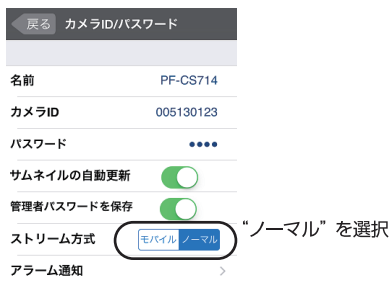 戻る カメラID/パスワード
名前 PF-CS714
カメラID 005130123
パスワード ••••
サムネイルの自動更新
管理者パスワードを保存
ストリーム方式 モバイル ノーマル “ノーマル” を選択
アラーム通知 >